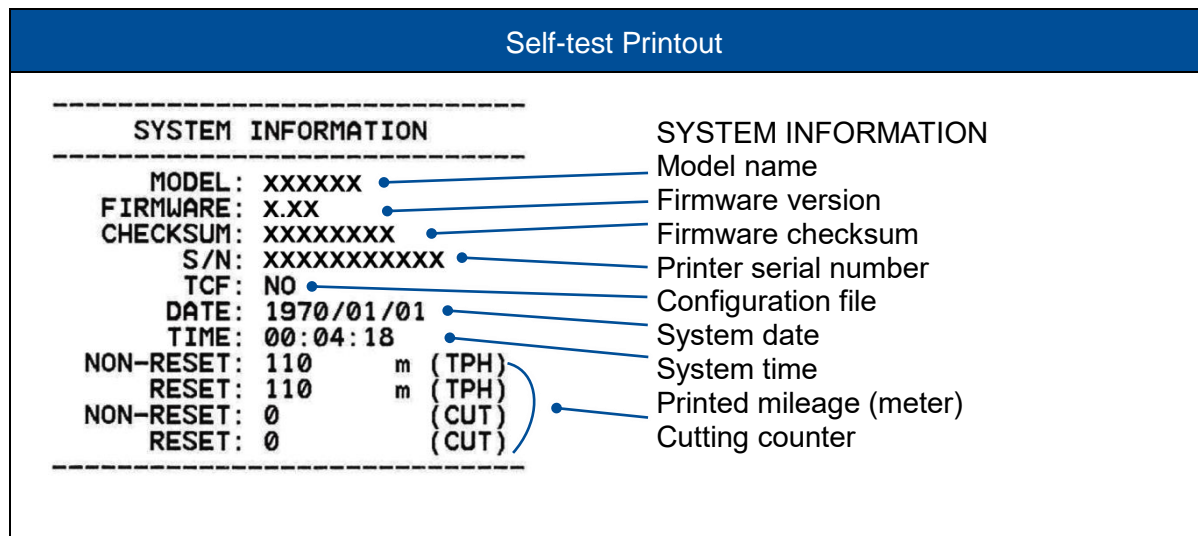 Self-test Printout
SYSTEM INFORMATION
MODEL: XXXXXX
FIRMWARE: X.XX
CHECKSUM: XXXXXXXX
S/N: XXXXXXXXXXX
TCF: NO
DATE: 1970/01/01
TIME: 00:04:18
NON-RESET: 110 m (TPH)
RESET: 110 m (TPH)
NON-RESET: 0 (CUT)
RESET: 0 (CUT)
SYSTEM INFORMATION
Model name
Firmware version
Firmware checksum
Printer serial number
Configuration file
System date
System time
Printed mileage (meter)
Cutting counter